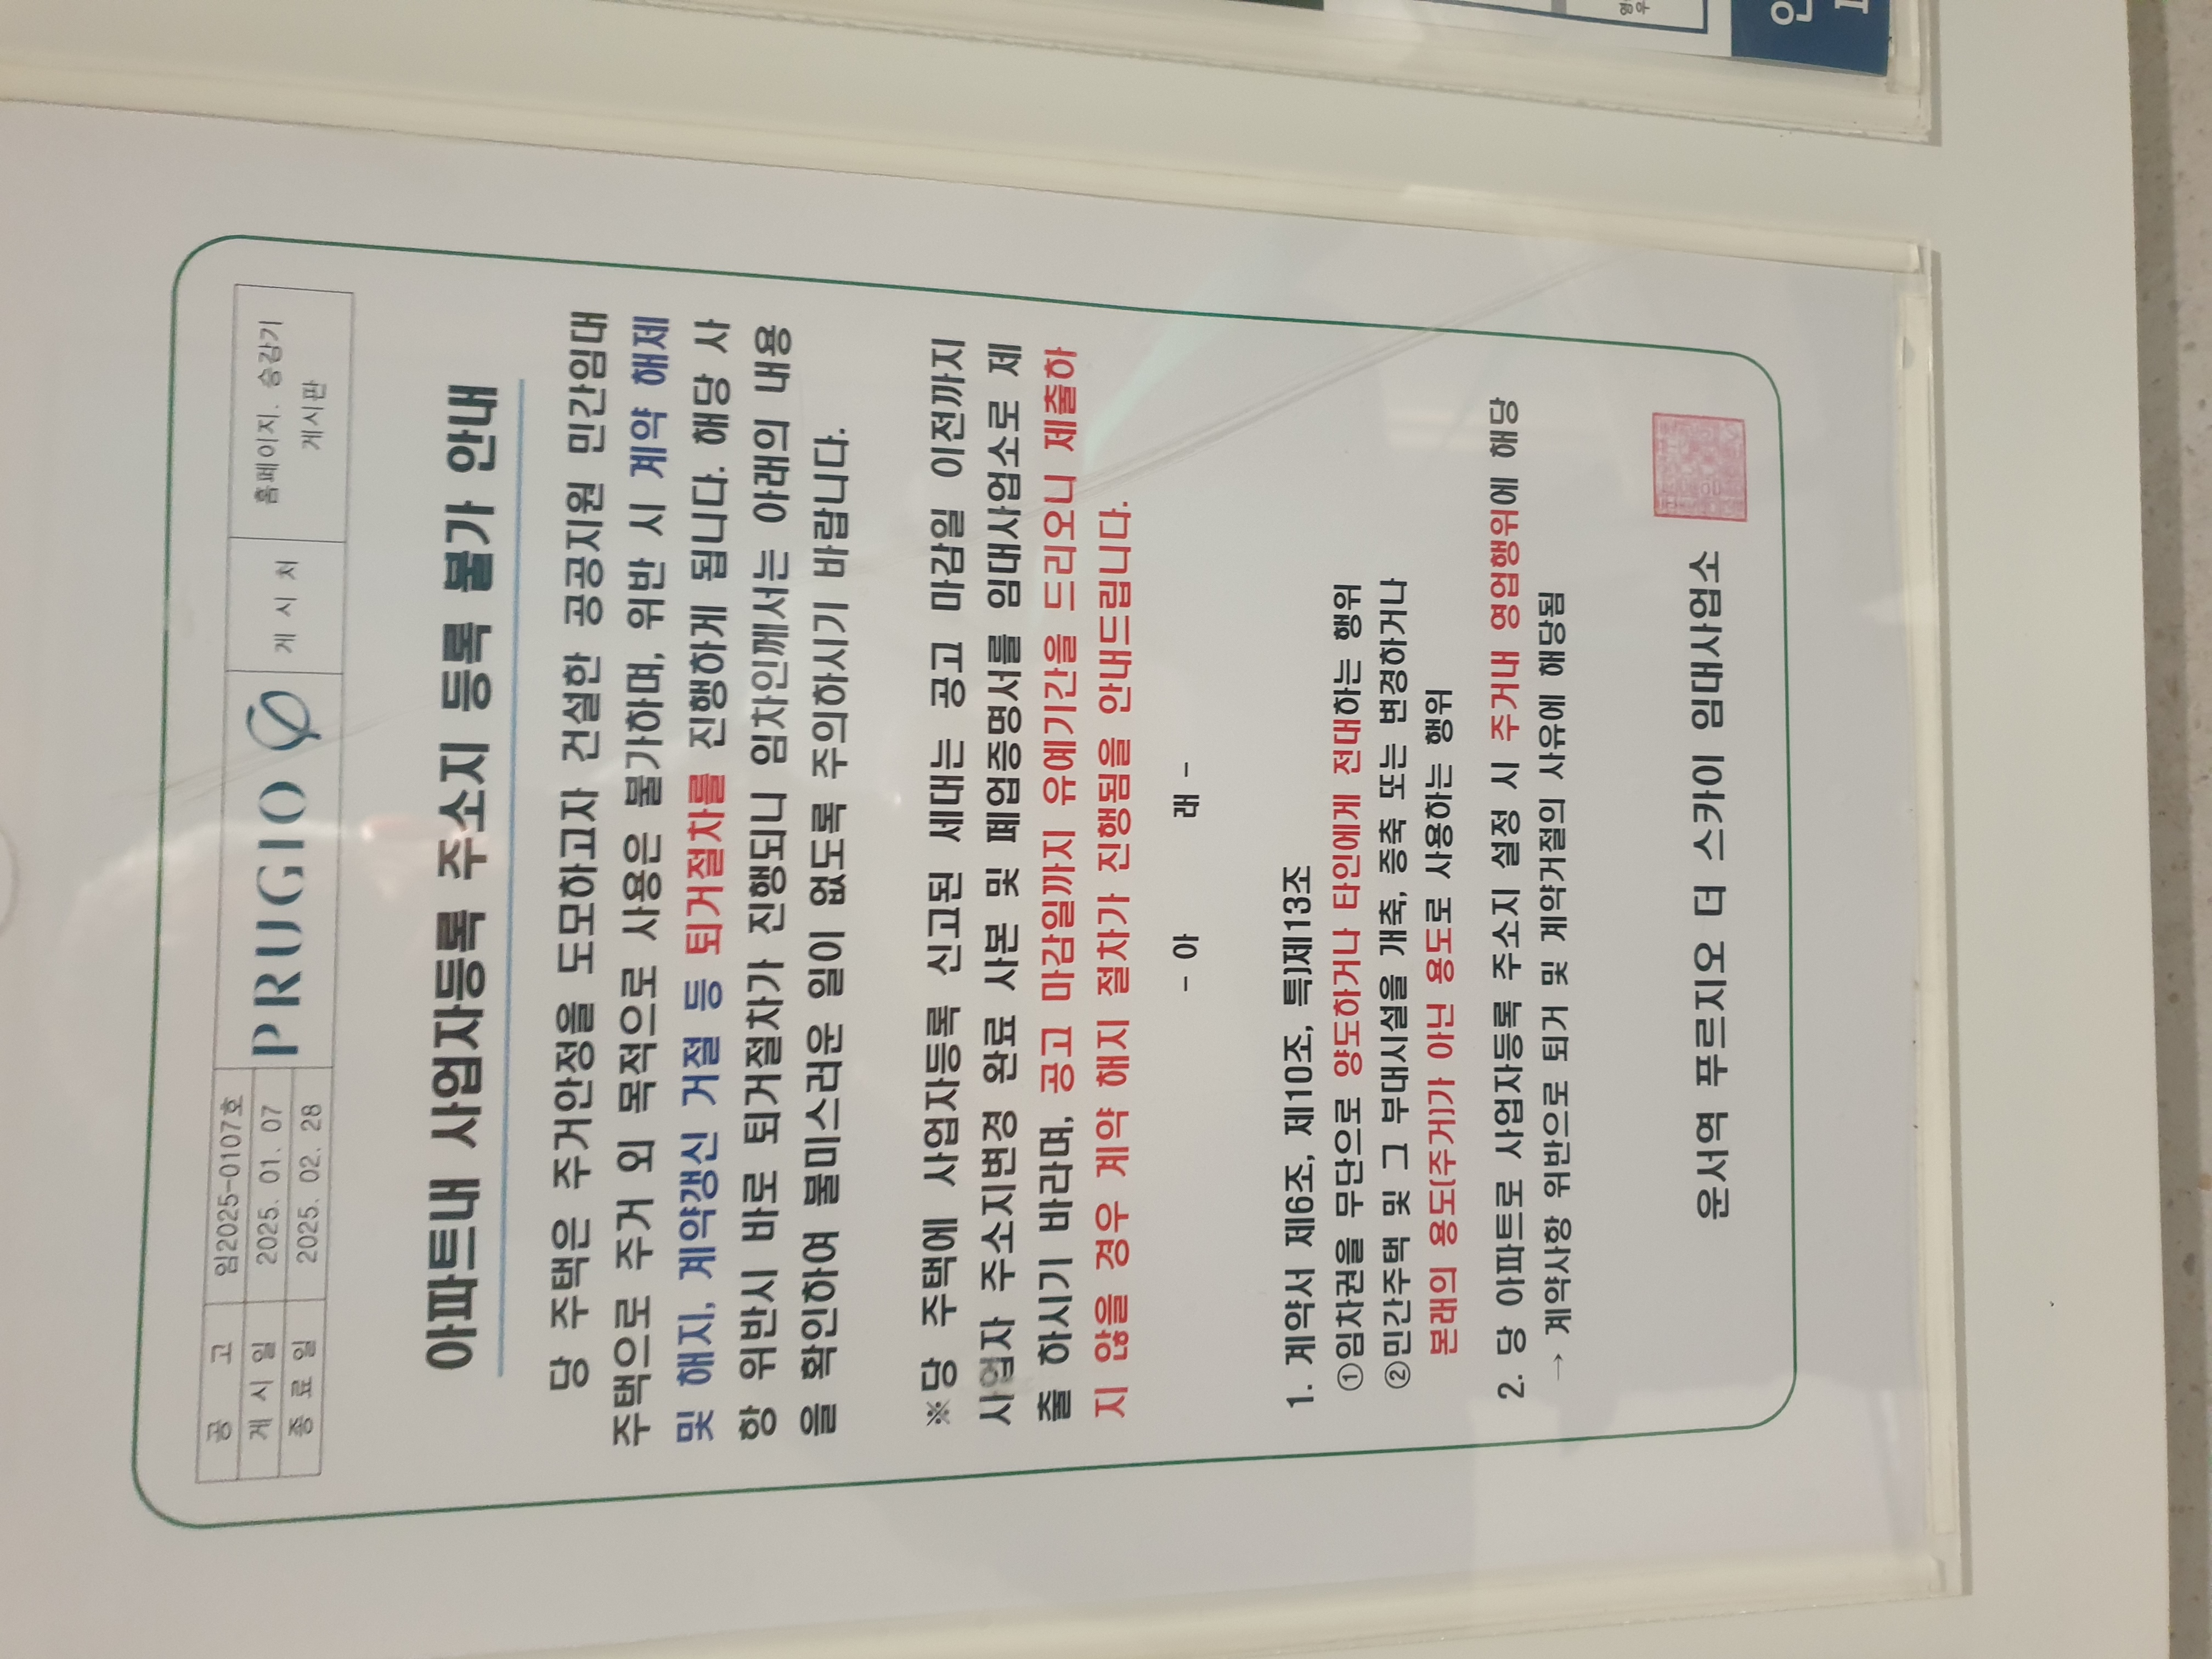 공 고 임2025-0107호
게 시 일 2025. 01. 07
종 료 일 2025. 02. 28
PRUGIO
게 시 처
홈페이지, 승강기
게시판
아파트내 사업자등록 주소지 등록 불가 안내
당 주택은 주거안정을 도모하고자 건설한 공공지원 민간임대
주택으로 주거 외 목적으로 사용은 불가하며, 위반 시 계약 해제
및 해지, 계약갱신 거절 등 퇴거절차를 진행하게 됩니다. 해당 사
항 위반시 바로 퇴거절차가 진행되니 임차인께서는 아래의 내용
을 확인하여 불미스러운 일이 없도록 주의하시기 바랍니다.
※당 주택에 사업자등록 신고된 세대는 공고 마감일 이전까지
사업자 주소지변경 완료 사본 및 폐업증명서를 임대사업소로 제
출 하시기 바라며, 공고 마감일까지 유예기간을 드리오니 제출하
지 않을 경우 계약 해지 절차가 진행됨을 안내드립니다.
- 아 래 -
1. 계약서 제6조, 제10조, 특)제13조
①임차권을 무단으로 양도하거나 타인에게 전대하는 행위
②민간주택 및 그 부대시설을 개축, 증축 또는 변경하거나
본래의 용도(주거)가 아닌 용도로 사용하는 행위
2. 당 아파트로 사업자등록 주소지 설정 시 주거내 영업행위에 해당
→ 계약사항 위반으로 퇴거 및 계약거절의 사유에 해당됨
운서역 푸르지오 더 스카이 임대사업소